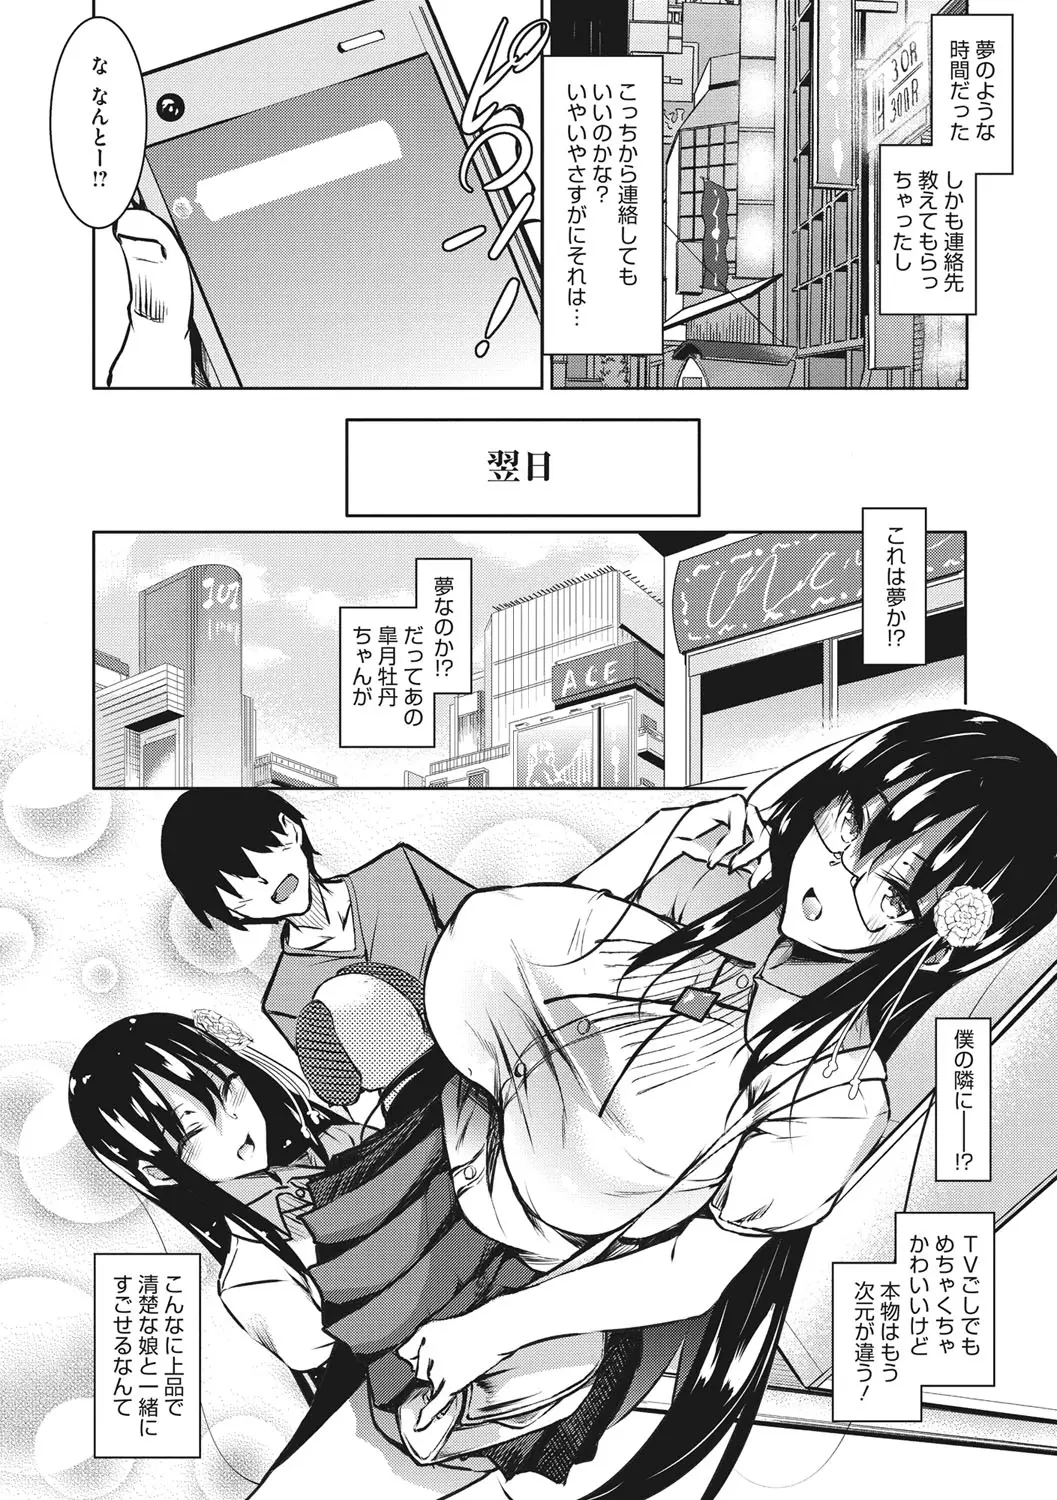 夢のような
時間だった
しかも連絡先
教えてもらっ
ちゃったし
30R
30AR
こっちから連絡しても
いいのかな?
いやいやさすがにそれは…
ピロリーン!
な なんとー!?
翌日
これは夢か!?
夢なのか!?
だってあの
皐月牡丹
ちゃんが
101
ACE
僕の隣に──!?
TVごしでも
めちゃくちゃ
かわいいけど
本物はもう
次元が違う!
こんなに上品で
清楚な娘と一緒に
すごせるなんて